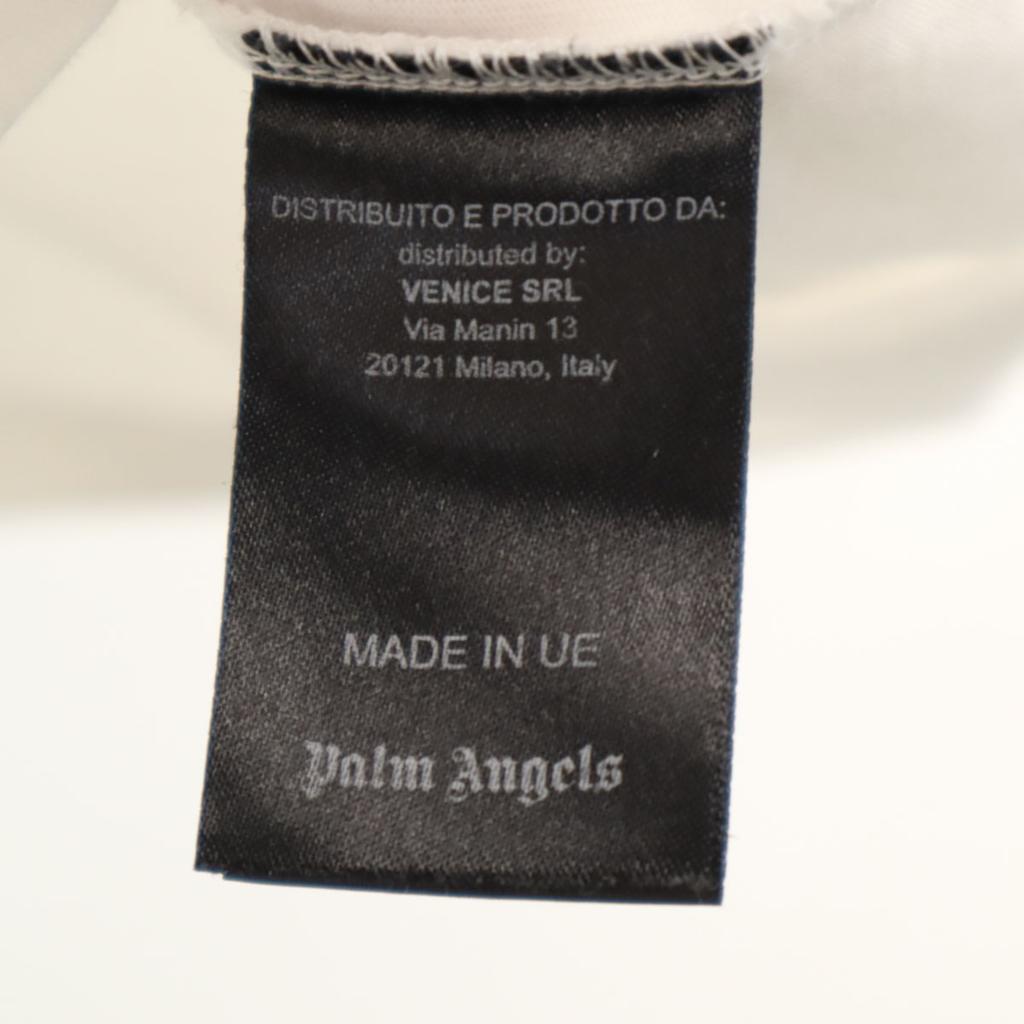 DISTRIBUITO E PRODOTTO DA:
distributed by:
VENICE SRL
Via Manin 13
20121 Milano, Italy
MADE IN UE
Palm Angels